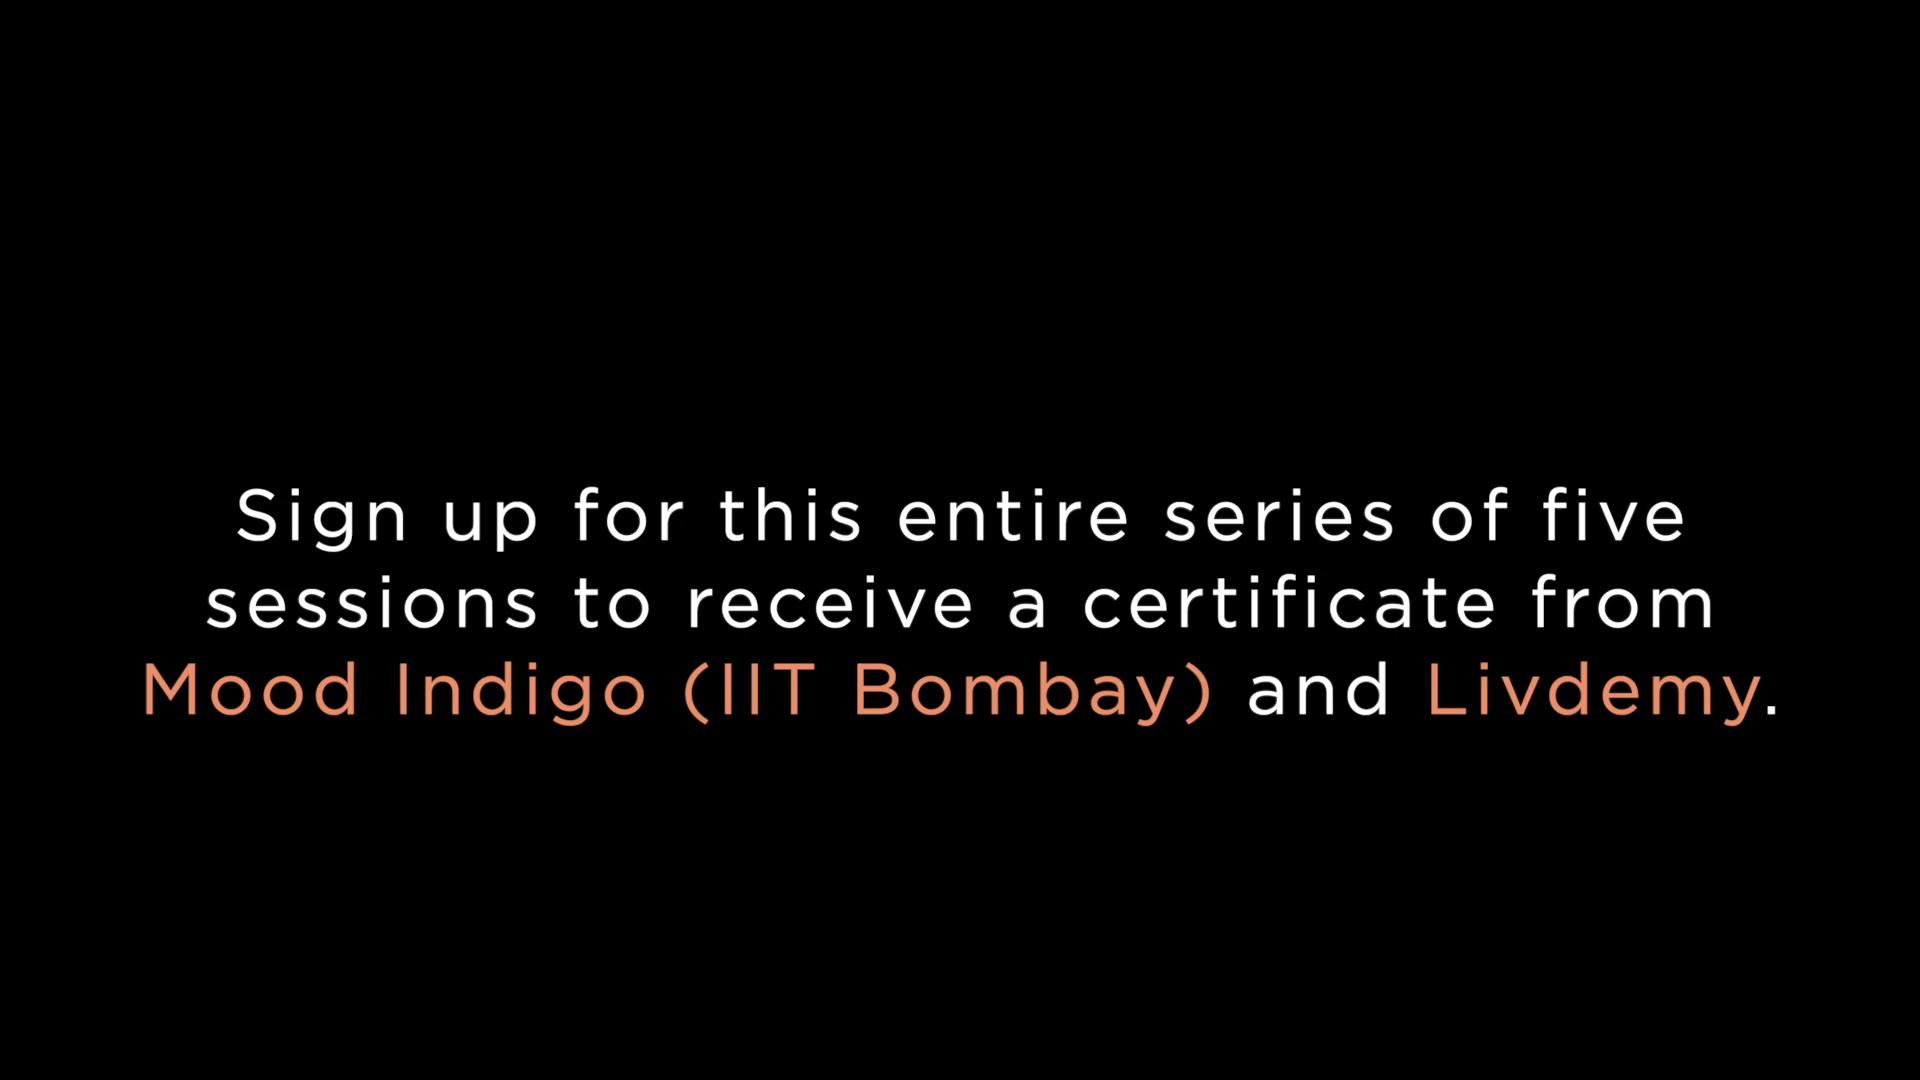 Sign up for this entire series of five
sessions to receive a certificate from
Mood Indigo (IIT Bombay) and Livdemy.